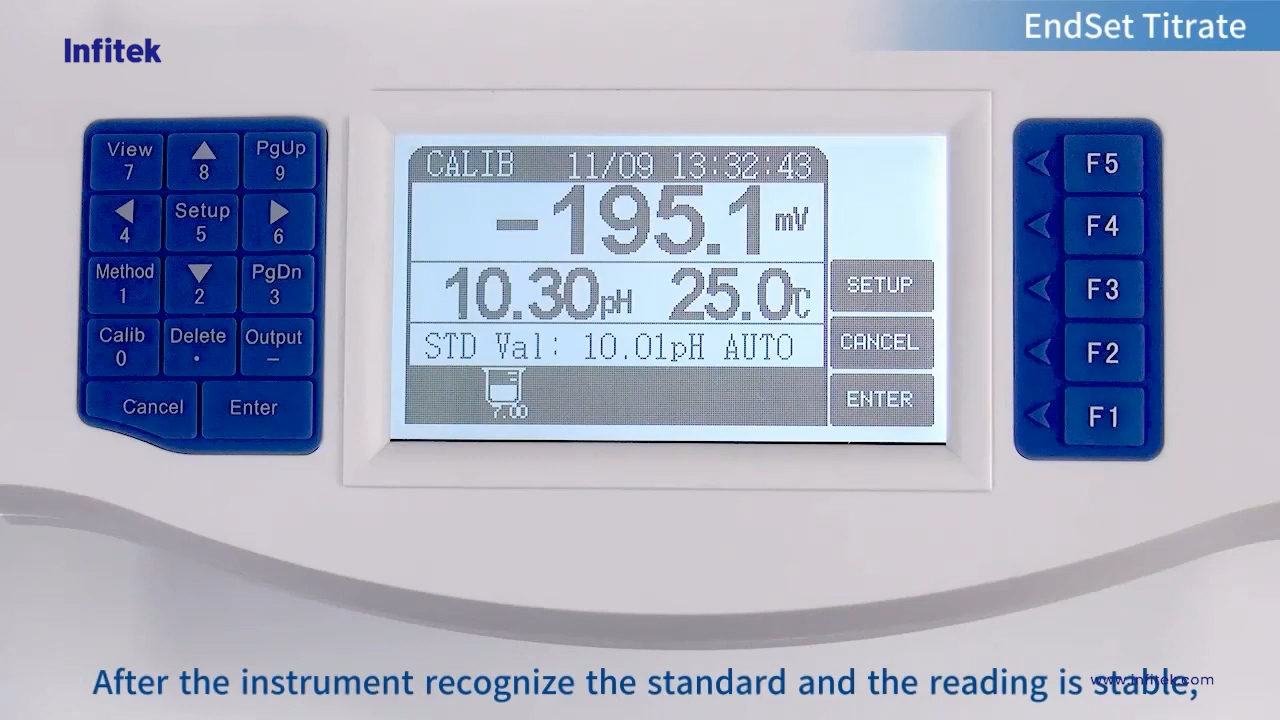 EndSet Titrate
Infitek
View 7
▲ 8
PgUp 9
◀ 4
Setup 5
▶ 6
Method 1
▼ 2
PgDn 3
Calib 0
Delete .
Output –
Cancel
Enter
CALIB 11/09 13:32:43
-195.1 mV
10.30pH 25.0℃
STD Val: 10.01pH AUTO
7.00
SETUP
CANCEL
ENTER
F5
F4
F3
F2
F1
After the instrument recognize the standard and the reading is stable,
www.infitek.com